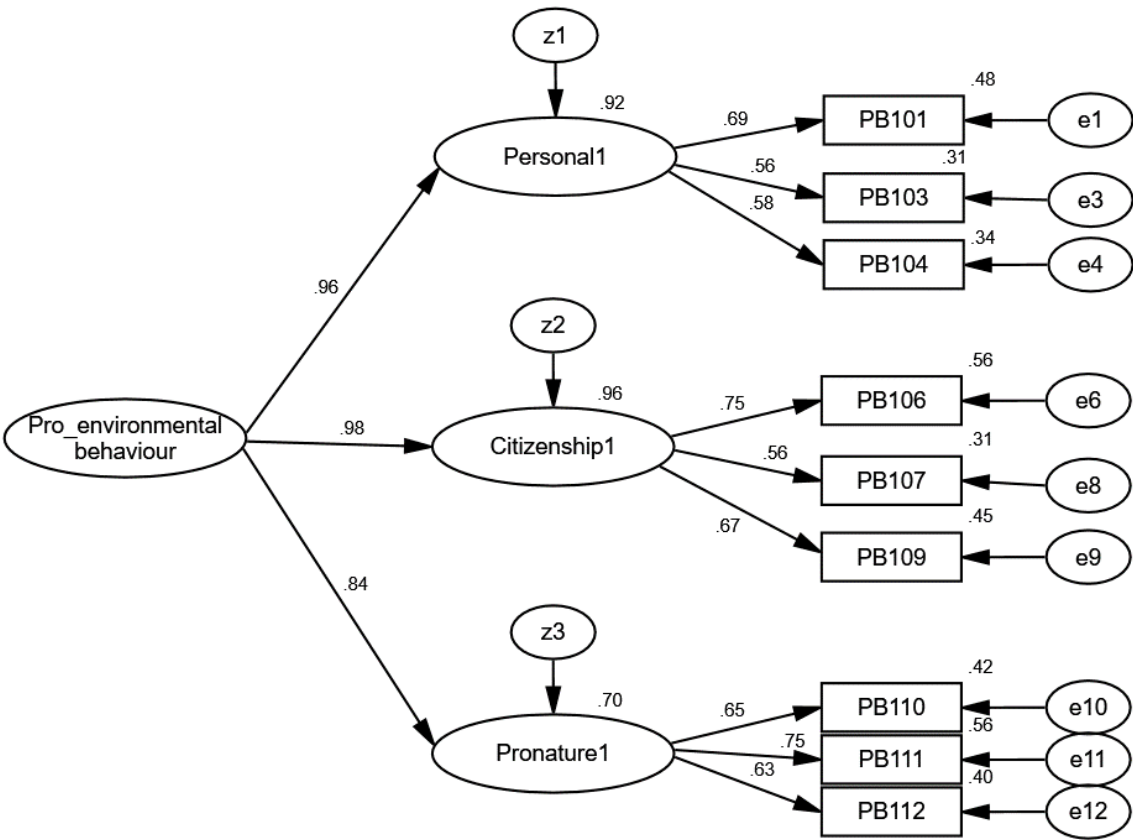 z1
.92
.48
Personal1
.69
PB101
e1
.56
.31
PB103
e3
.58
.34
PB104
e4
.96
z2
.96
.56
Pro_environmental
behaviour
.98
Citizenship1
.75
PB106
e6
.56
.31
PB107
e8
.67
.45
PB109
e9
.84
z3
.70
.42
Pronature1
.65
PB110
e10
.75
.56
PB111
e11
.63
.40
PB112
e12